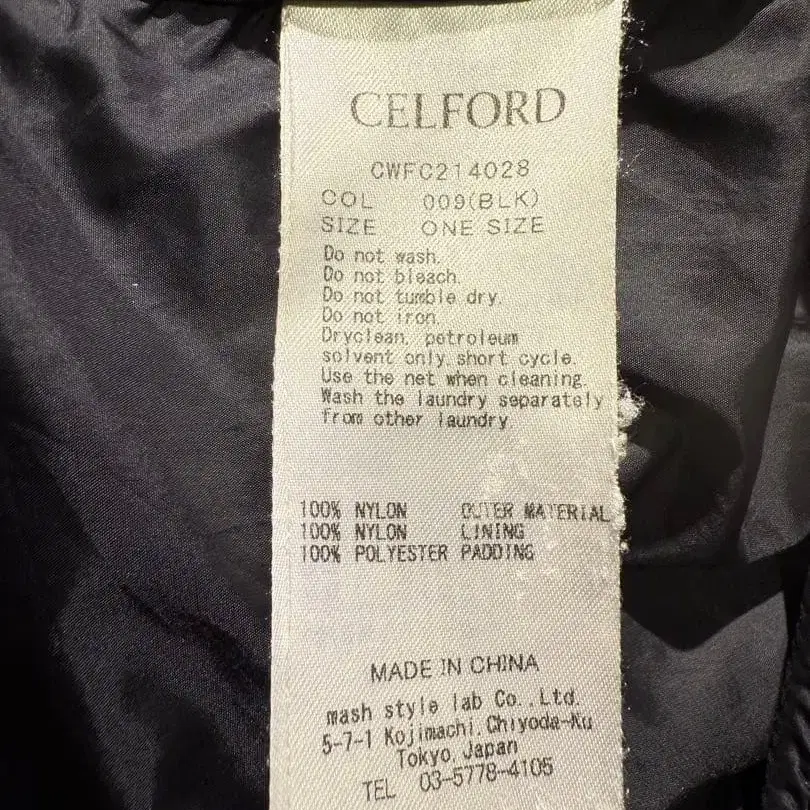 CELFORD
CWFC214028
COL 009(BLK)
SIZE ONE SIZE
Do not wash.
Do not bleach.
Do not tumble dry.
Do not iron.
Dryclean, petroleum
solvent only, short cycle.
Use the net when cleaning.
Wash the laundry separately
from other laundry
100% NYLON OUTER MATERIAL
100% NYLON LINING
100% POLYESTER PADDING
MADE IN CHINA
mash style lab Co.,Ltd.
5-7-1 Kojimachi,Chiyoda-Ku
Tokyo,Japan
TEL 03-5778-4105